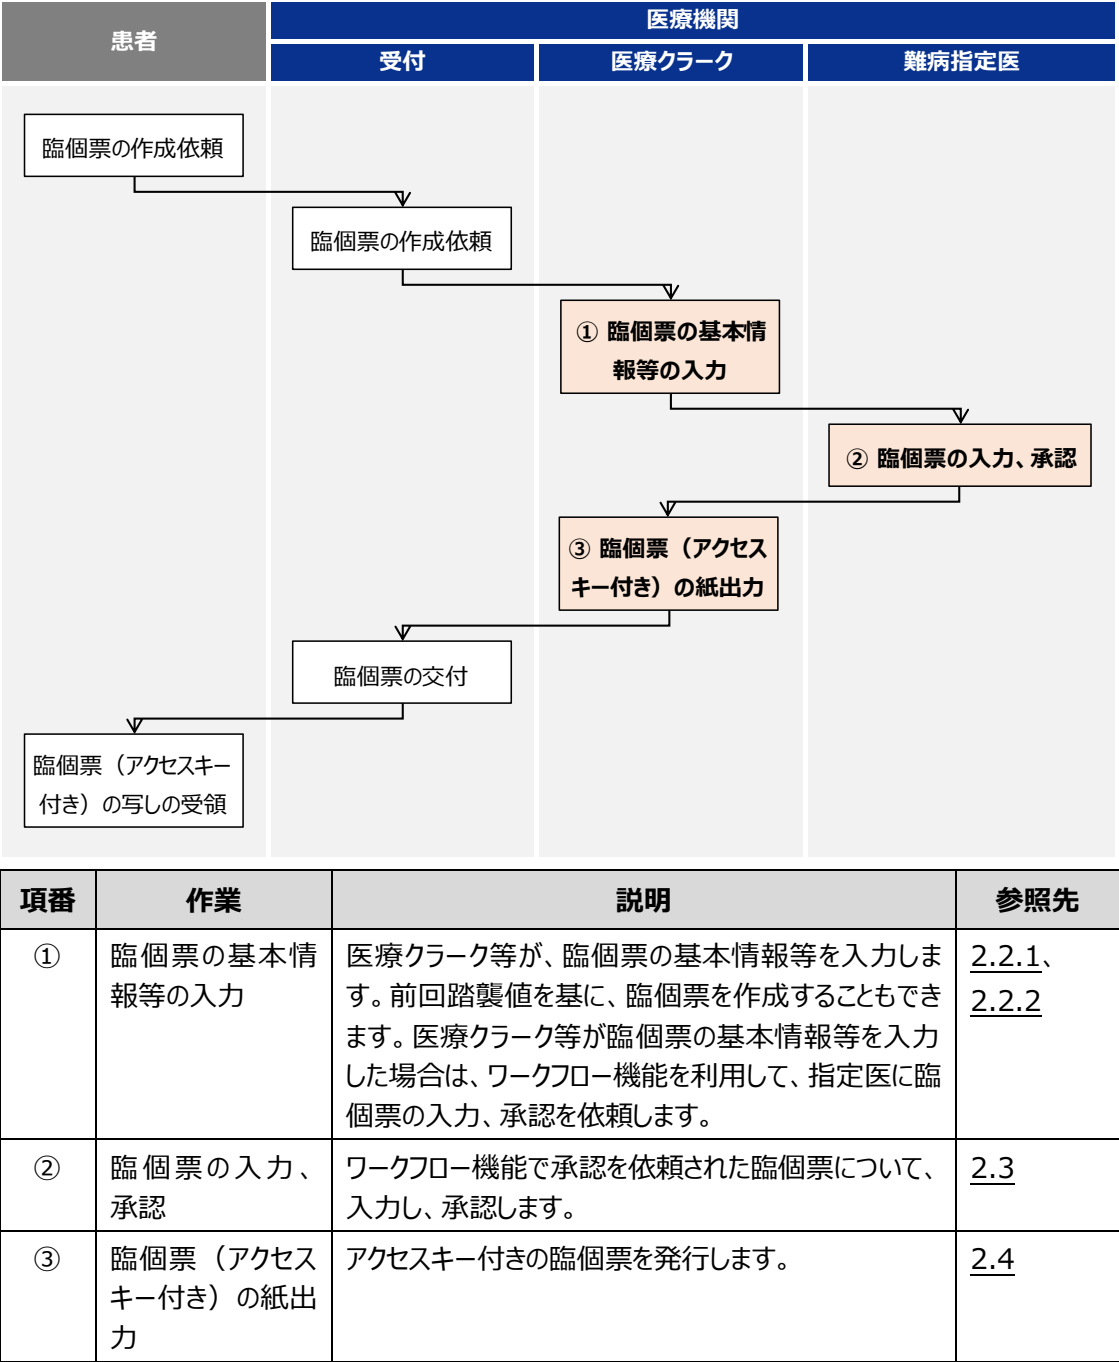 患者
医療機関
受付
医療クラーク
難病指定医
臨個票の作成依頼
臨個票の作成依頼
① 臨個票の基本情
報等の入力
② 臨個票の入力、承認
③ 臨個票（アクセス
キー付き）の紙出力
臨個票の交付
臨個票（アクセスキー
付き）の写しの受領
項番 作業 説明 参照先
① 臨個票の基本情 医療クラーク等が、臨個票の基本情報等を入力しま 2.2.1、
報等の入力 す。前回踏襲値を基に、臨個票を作成することもでき 2.2.2
ます。医療クラーク等が臨個票の基本情報等を入力
した場合は、ワークフロー機能を利用して、指定医に臨
個票の入力、承認を依頼します。
② 臨個票の入力、 ワークフロー機能で承認を依頼された臨個票について、 2.3
承認 入力し、承認します。
③ 臨個票（アクセス アクセスキー付きの臨個票を発行します。 2.4
キー付き）の紙出
力